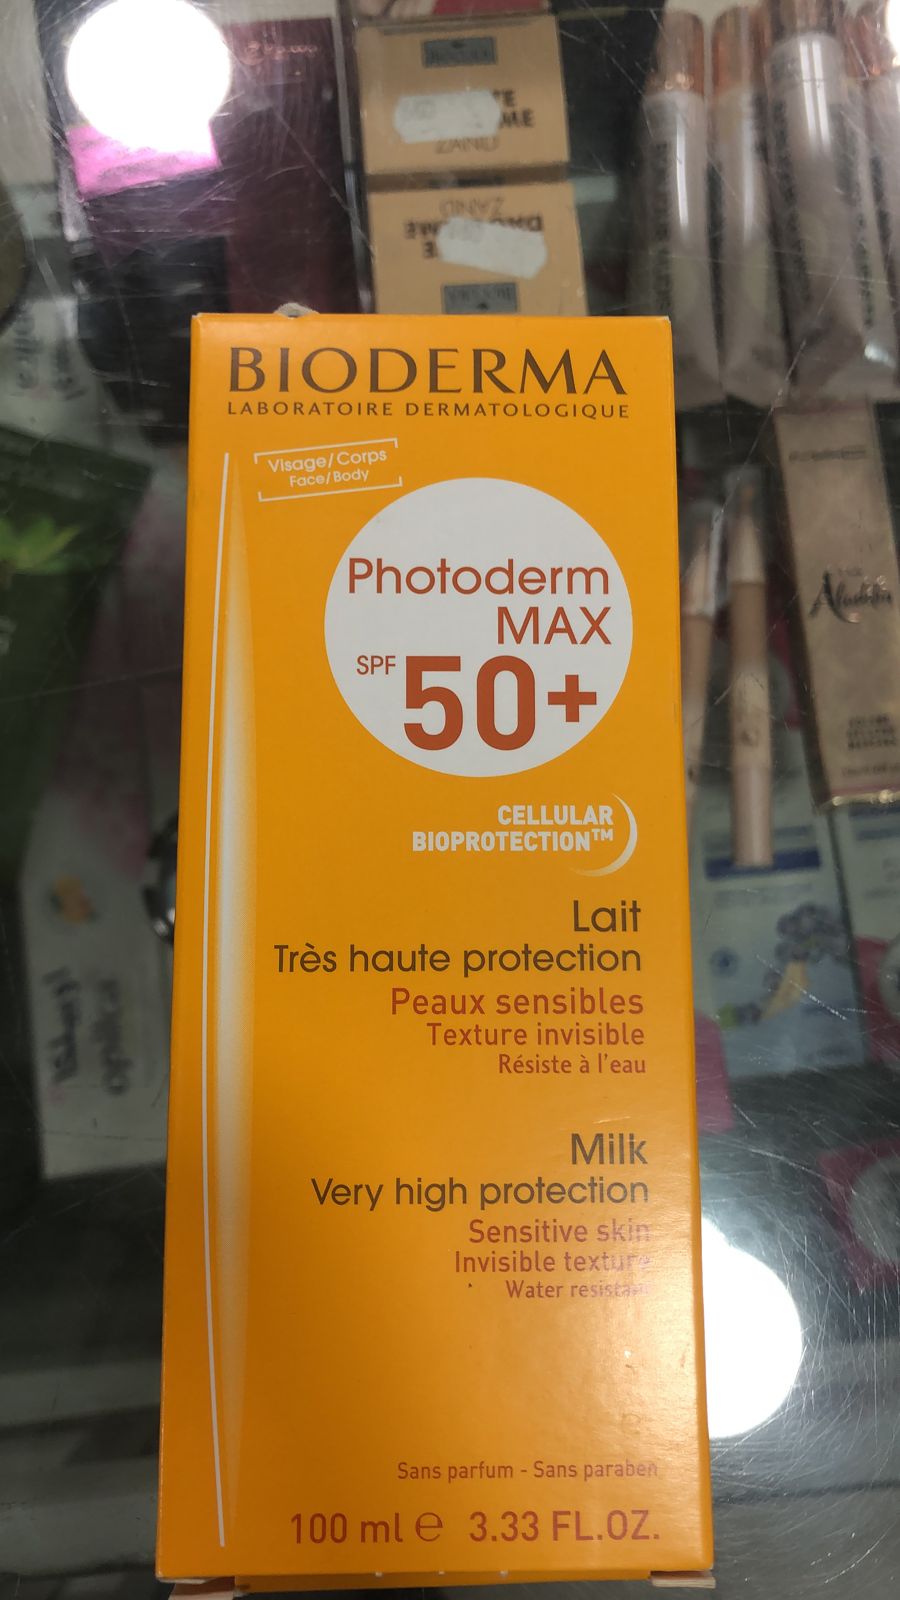 BIODERMA
LABORATOIRE DERMATOLOGIQUE
Visage/Corps
Face/Body
Photoderm
MAX
SPF 50+
CELLULAR
BIOPROTECTION™
Lait
Très haute protection
Peaux sensibles
Texture invisible
Résiste à l'eau
Milk
Very high protection
Sensitive skin
Invisible texture
Water resistant
Sans parfum - Sans paraben
100 ml e 3.33 FL.OZ.